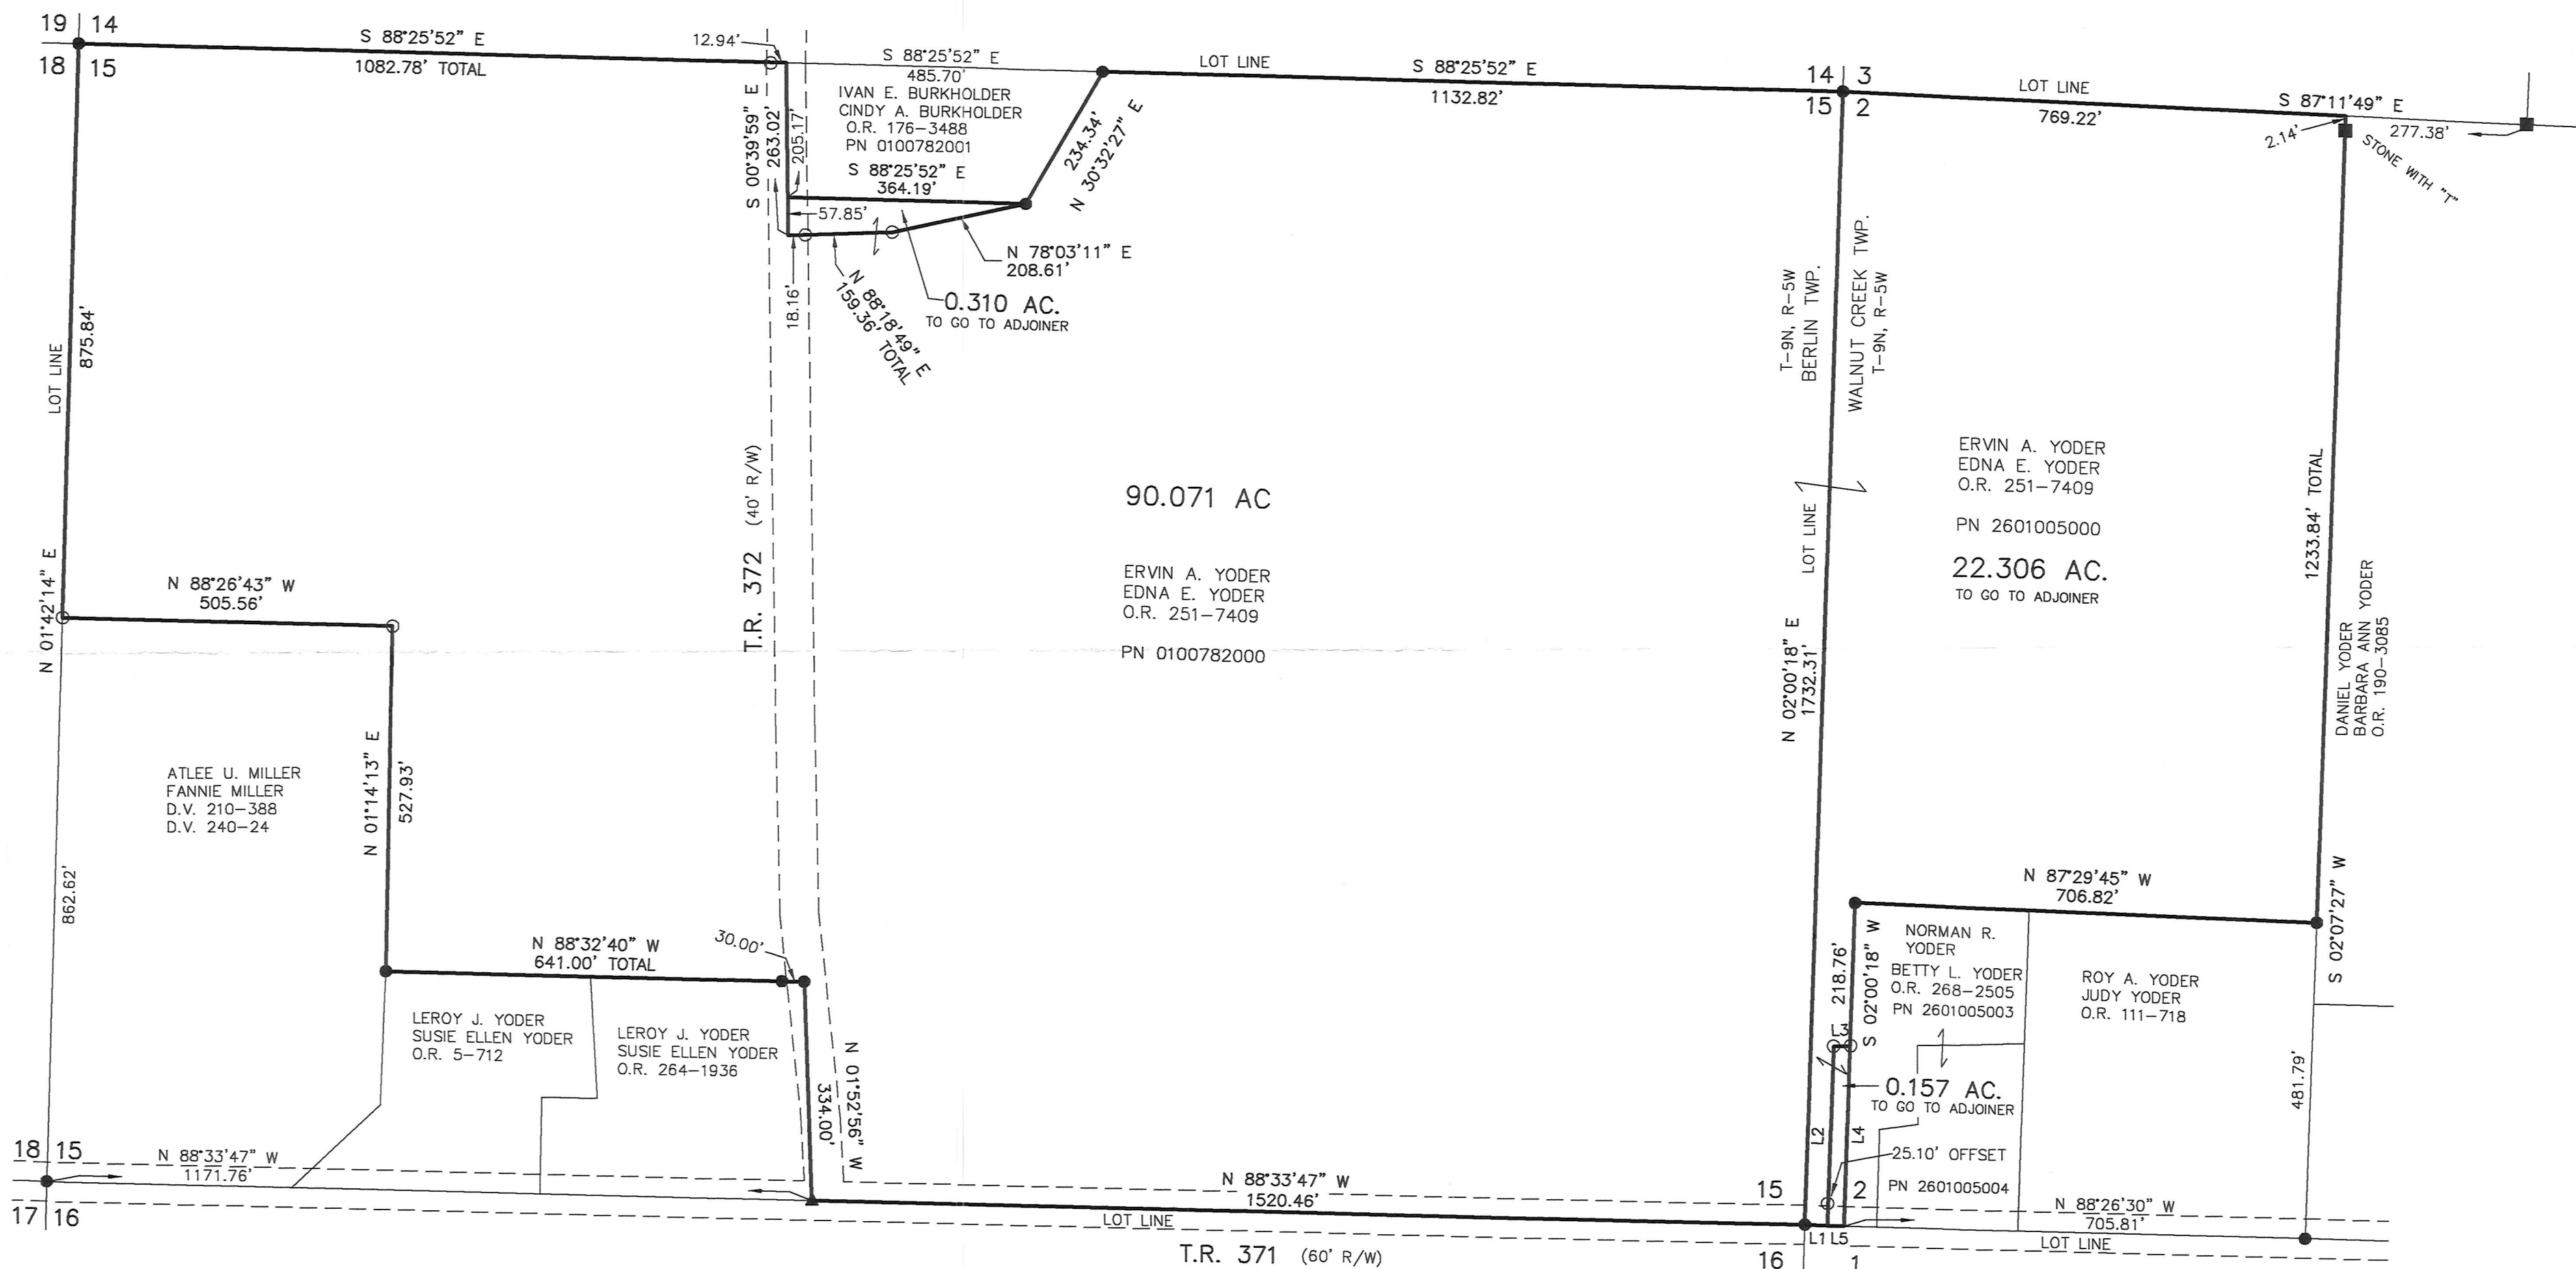 19 14
18 15
S 88°25'52" E
1082.78' TOTAL
12.94'
S 88°25'52" E
485.70'
LOT LINE
S 88°25'52" E
1132.82'
14 3
15 2
LOT LINE
769.22'
S 87°11'49" E
2.14'
277.38'
STONE WITH "T"
IVAN E. BURKHOLDER
CINDY A. BURKHOLDER
O.R. 176-3488
PN 0100782001
S 00°39'59" E
263.02'
205.17'
S 88°25'52" E
364.19'
234.34'
N 30°32'27" E
57.85'
N 78°03'11" E
208.61'
18.16'
N 88°18'49" E
159.36' TOTAL
0.310 AC.
TO GO TO ADJOINER
T-9N, R-5W
BERLIN TWP.
WALNUT CREEK TWP.
T-9N, R-5W
LOT LINE
875.84'
N 01°42'14" E
N 88°26'43" W
505.56'
T.R. 372 (40' R/W)
90.071 AC
ERVIN A. YODER
EDNA E. YODER
O.R. 251-7409
PN 0100782000
LOT LINE
N 02°00'18" E
1732.31'
ERVIN A. YODER
EDNA E. YODER
O.R. 251-7409
PN 2601005000
22.306 AC.
TO GO TO ADJOINER
1233.84' TOTAL
DANIEL YODER
BARBARA ANN YODER
O.R. 190-3085
S 02°07'27" W
ATLEE U. MILLER
FANNIE MILLER
D.V. 210-388
D.V. 240-24
N 01°14'13" E
527.93'
862.62'
N 88°32'40" W
641.00' TOTAL
30.00'
LEROY J. YODER
SUSIE ELLEN YODER
O.R. 5-712
LEROY J. YODER
SUSIE ELLEN YODER
O.R. 264-1936
N 01°52'56" W
334.00'
N 87°29'45" W
706.82'
218.76'
S 02°00'18" W
NORMAN R.
YODER
BETTY L. YODER
O.R. 268-2505
PN 2601005003
ROY A. YODER
JUDY YODER
O.R. 111-718
L3
0.157 AC.
TO GO TO ADJOINER
L2
L4
25.10' OFFSET
PN 2601005004
481.79'
18 15
17 16
N 88°33'47" W
1171.76'
N 88°33'47" W
1520.46'
LOT LINE
T.R. 371 (60' R/W)
15 2
16 1
L1 L5
N 88°26'30" W
705.81'
LOT LINE